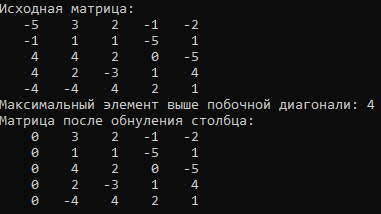 Исходная матрица:
-5 3 2 -1 -2
-1 1 1 -5 1
4 4 2 0 -5
4 2 -3 1 4
-4 -4 4 2 1
Максимальный элемент выше побочной диагонали: 4
Матрица после обнуления столбца:
0 3 2 -1 -2
0 1 1 -5 1
0 4 2 0 -5
0 2 -3 1 4
0 -4 4 2 1